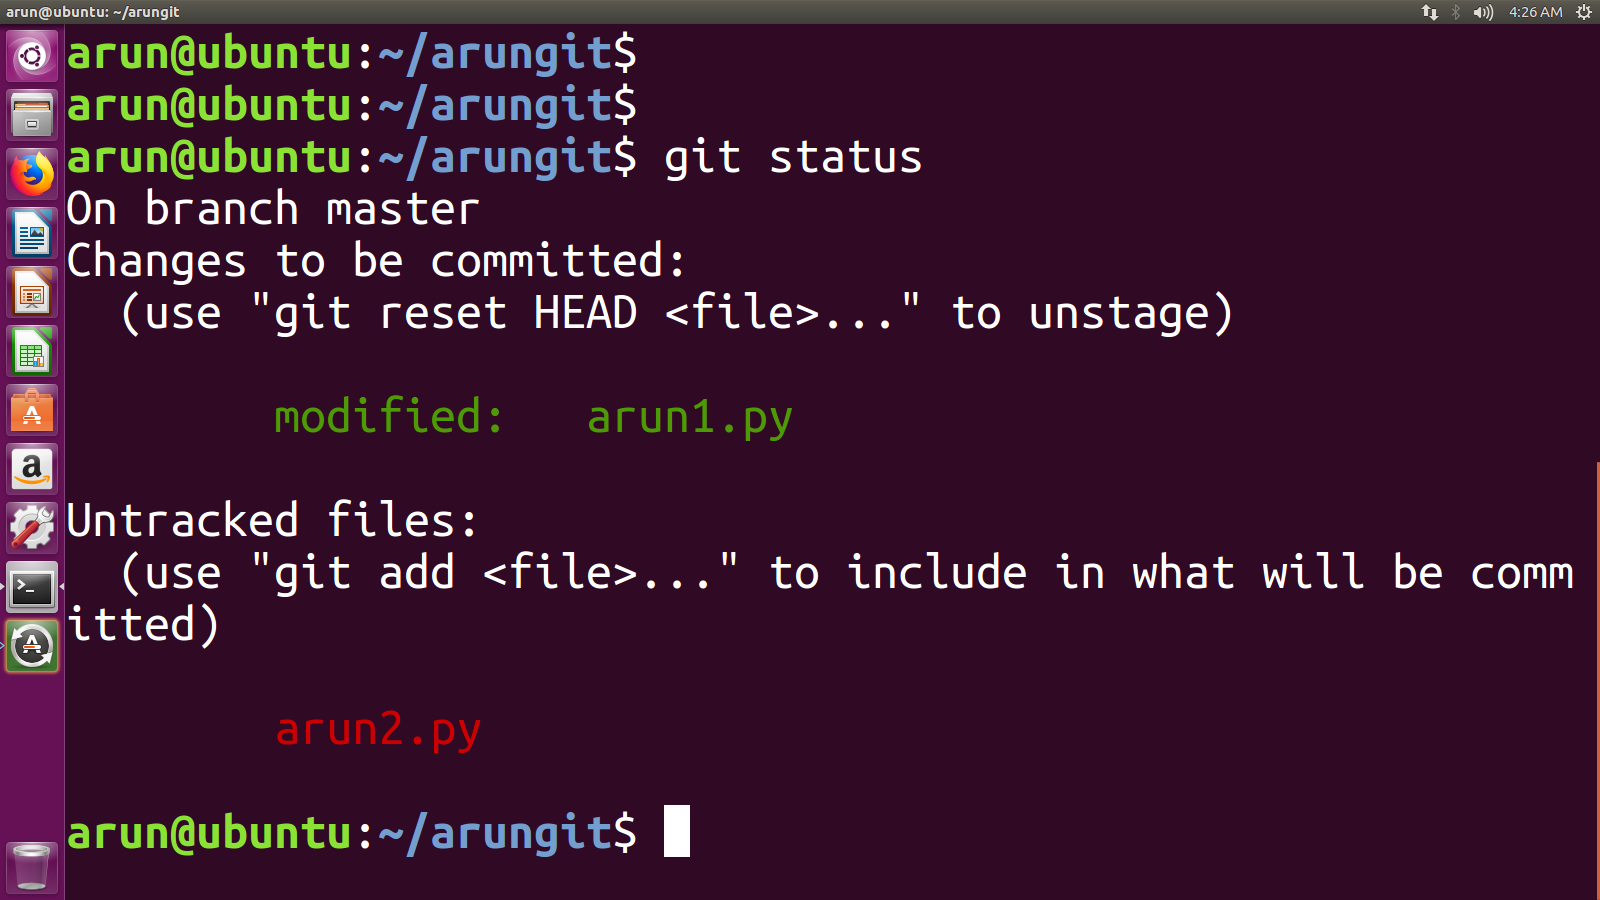 arun@ubuntu: ~/arungit
4:26 AM
arun@ubuntu:~/arungit$
arun@ubuntu:~/arungit$
arun@ubuntu:~/arungit$ git status
On branch master
Changes to be committed:
  (use "git reset HEAD <file>..." to unstage)
        modified:   arun1.py
Untracked files:
  (use "git add <file>..." to include in what will be comm
itted)
        arun2.py
arun@ubuntu:~/arungit$